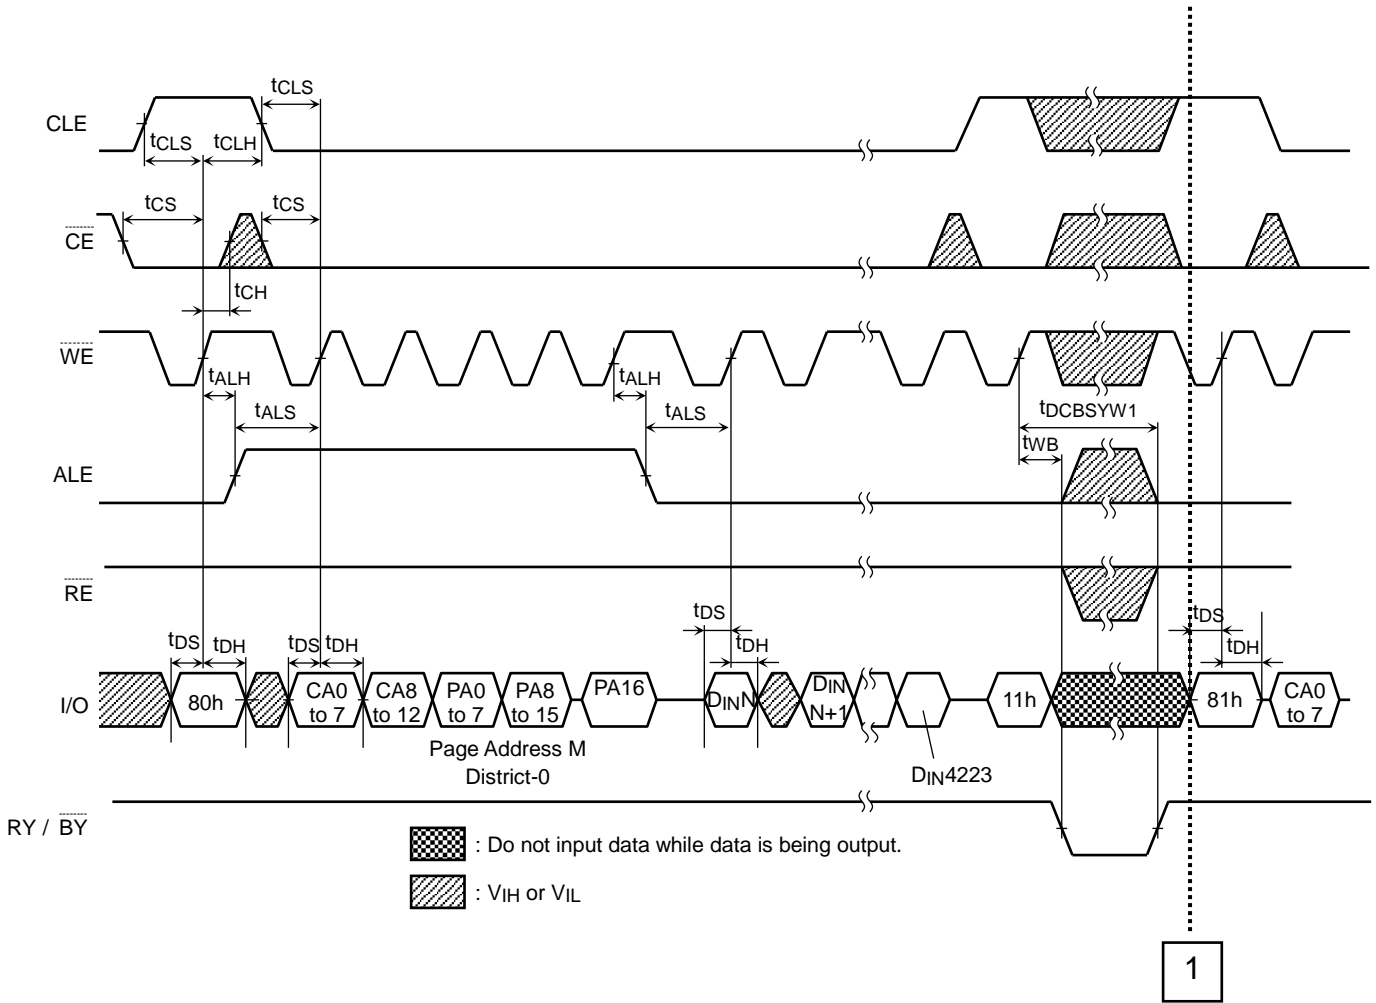 tCLS
CLE
tCLS tCLH
tCS tCS
CE
tCH
WE
tALH tALH
tALS tALS tDCBSYW1
tWB
ALE
RE
tDS tDH tDS tDH tDS tDH tDS tDH
I/O 80h CA0 to 7 CA8 to 12 PA0 to 7 PA8 to 15 PA16 DINN DIN N+1 11h 81h CA0 to 7
Page Address M
District-0
DIN4223
RY / BY
: Do not input data while data is being output.
: VIH or VIL
1